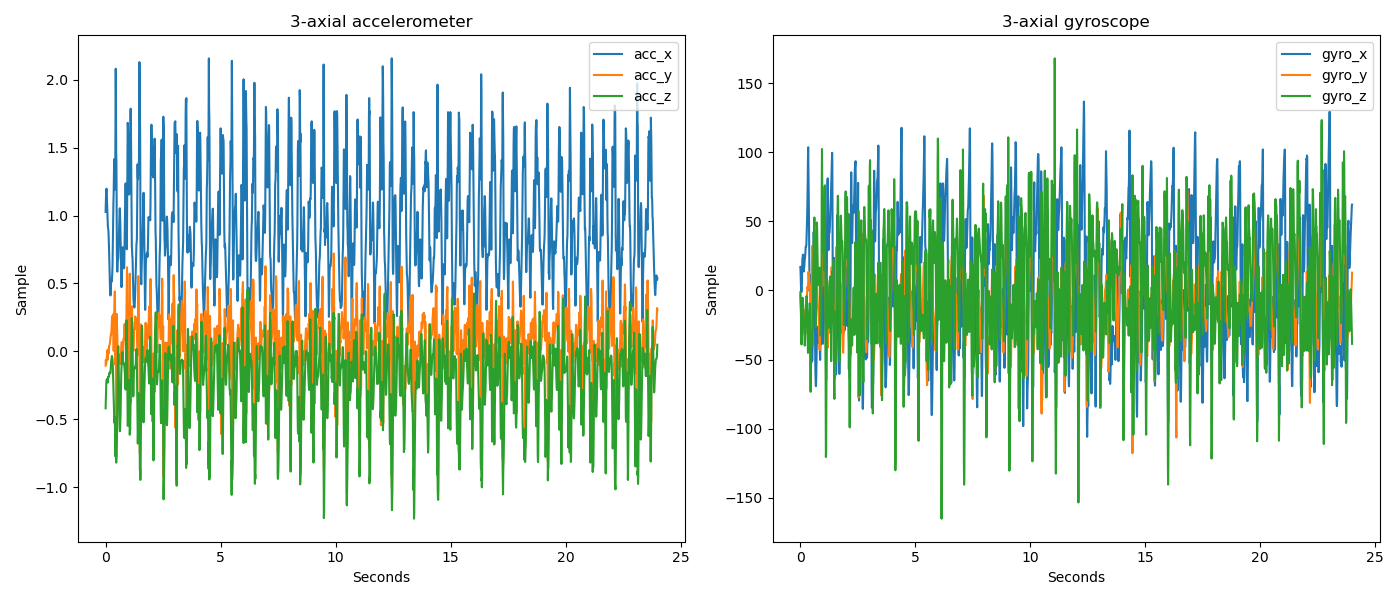 3-axial accelerometer
acc_x
acc_y
acc_z
2.0
1.5
1.0
0.5
0.0
−0.5
−1.0
Sample
0
5
10
15
20
25
Seconds
3-axial gyroscope
gyro_x
gyro_y
gyro_z
150
100
50
0
−50
−100
−150
Sample
0
5
10
15
20
25
Seconds